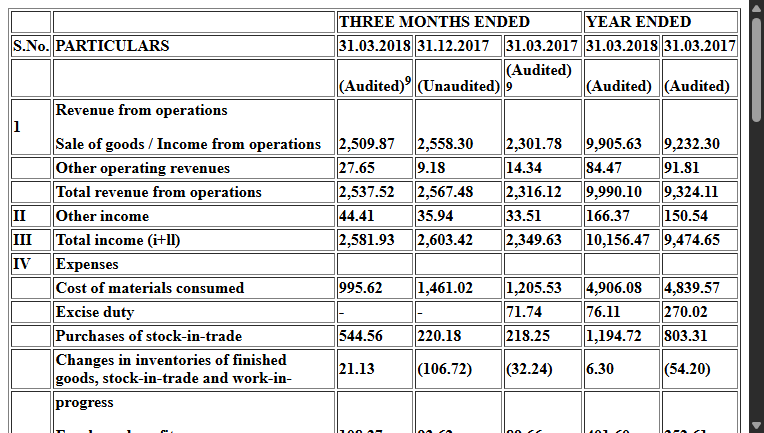 THREE MONTHS ENDED YEAR ENDED
S.No. PARTICULARS 31.03.2018 31.12.2017 31.03.2017 31.03.2018 31.03.2017
(Audited)9 (Unaudited) (Audited) 9 (Audited) (Audited)
1 Revenue from operations
Sale of goods / Income from operations 2,509.87 2,558.30 2,301.78 9,905.63 9,232.30
Other operating revenues 27.65 9.18 14.34 84.47 91.81
Total revenue from operations 2,537.52 2,567.48 2,316.12 9,990.10 9,324.11
II Other income 44.41 35.94 33.51 166.37 150.54
III Total income (i+ll) 2,581.93 2,603.42 2,349.63 10,156.47 9,474.65
IV Expenses
Cost of materials consumed 995.62 1,461.02 1,205.53 4,906.08 4,839.57
Excise duty - - 71.74 76.11 270.02
Purchases of stock-in-trade 544.56 220.18 218.25 1,194.72 803.31
Changes in inventories of finished
goods, stock-in-trade and work-in- 21.13 (106.72) (32.24) 6.30 (54.20)
progress